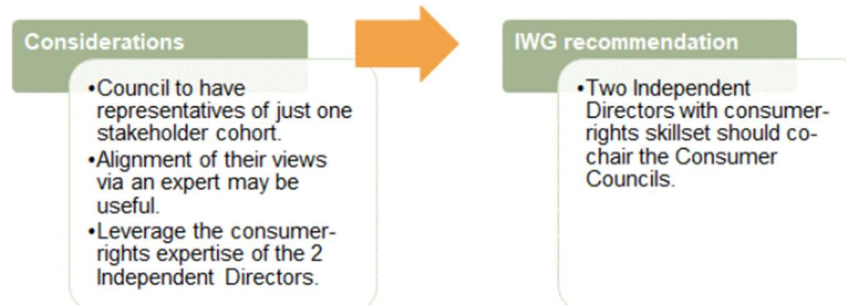 Considerations
•Council to have
representatives of just one
stakeholder cohort.
•Alignment of their views
via an expert may be
useful.
•Leverage the consumer-
rights expertise of the 2
Independent Directors.
IWG recommendation
•Two Independent
Directors with consumer-
rights skillset should co-
chair the Consumer
Councils.